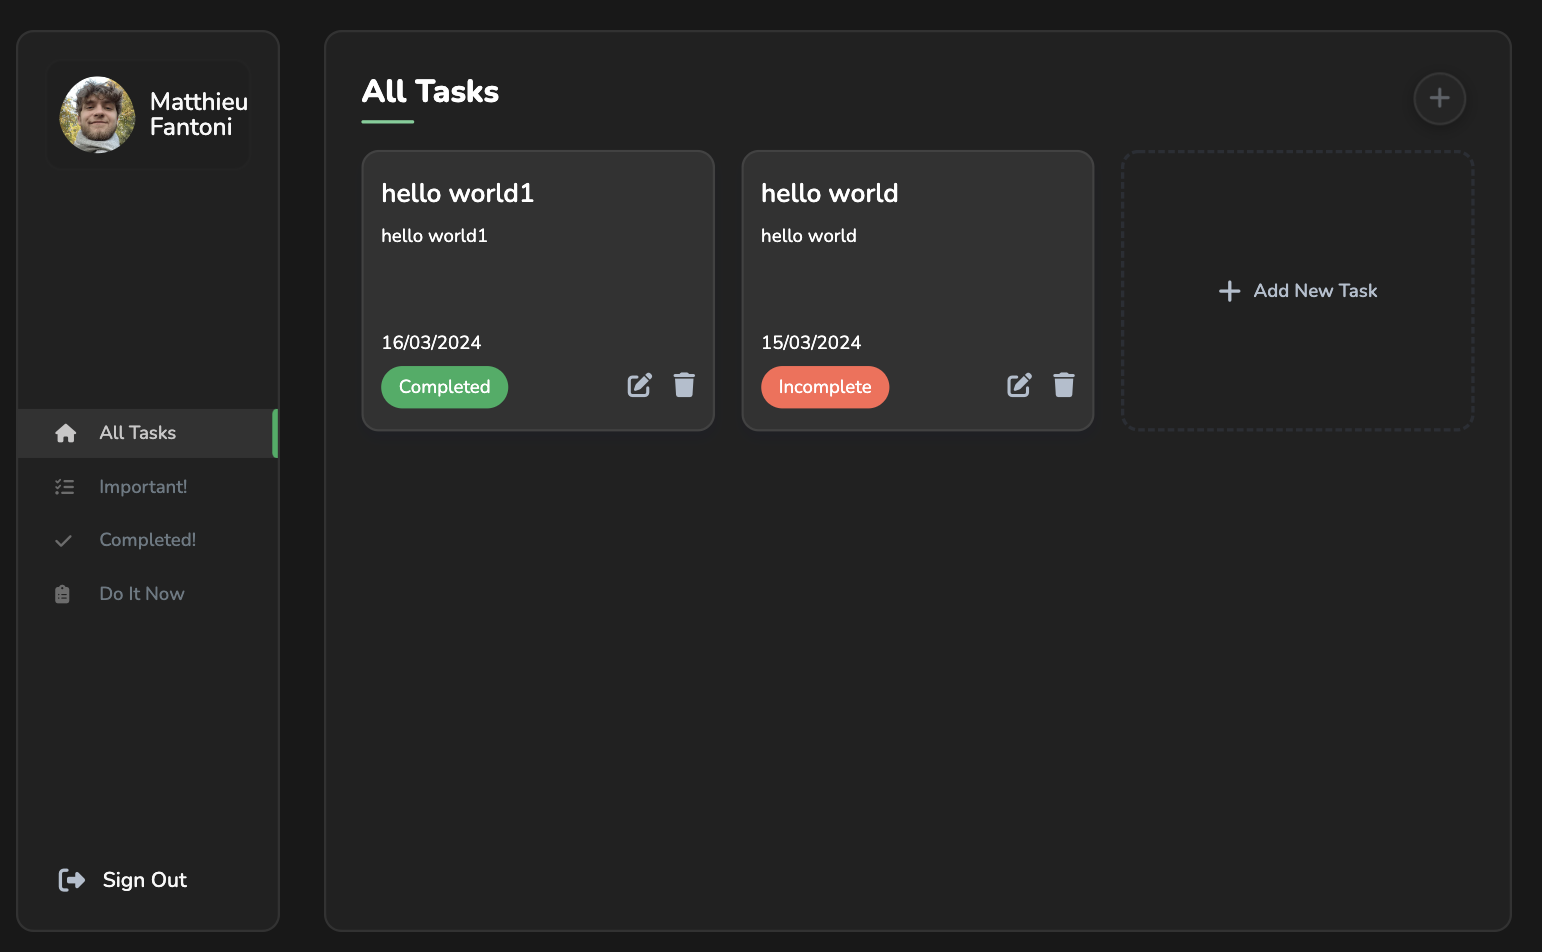 Matthieu
Fantoni
All Tasks
Important!
Completed!
Do It Now
Sign Out
All Tasks
hello world1
hello world1
16/03/2024
Completed
hello world
hello world
15/03/2024
Incomplete
Add New Task